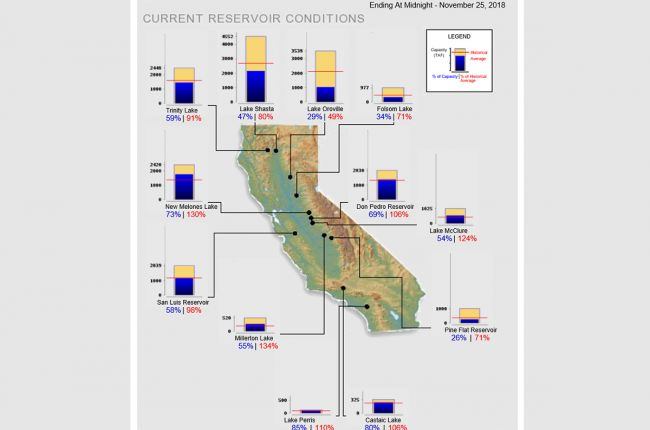 Ending At Midnight - November 25, 2018
CURRENT RESERVOIR CONDITIONS
LEGEND
Capacity
(TAF)
Historical
Average
% of Capacity | % of Historical
Average
2448
2000
1000
0
Trinity Lake
59% | 91%
4552
4000
3000
2000
1000
0
Lake Shasta
47% | 80%
3538
3000
2000
1000
0
Lake Oroville
29% | 49%
977
0
Folsom Lake
34% | 71%
2420
2000
1000
0
New Melones Lake
73% | 130%
2030
1000
0
Don Pedro Reservoir
69% | 106%
1025
0
Lake McClure
54% | 124%
2039
1000
0
San Luis Reservoir
58% | 96%
520
0
Millerton Lake
55% | 134%
1000
0
Pine Flat Reservoir
26% | 71%
500
0
Lake Perris
85% | 110%
325
0
Castaic Lake
80% | 106%